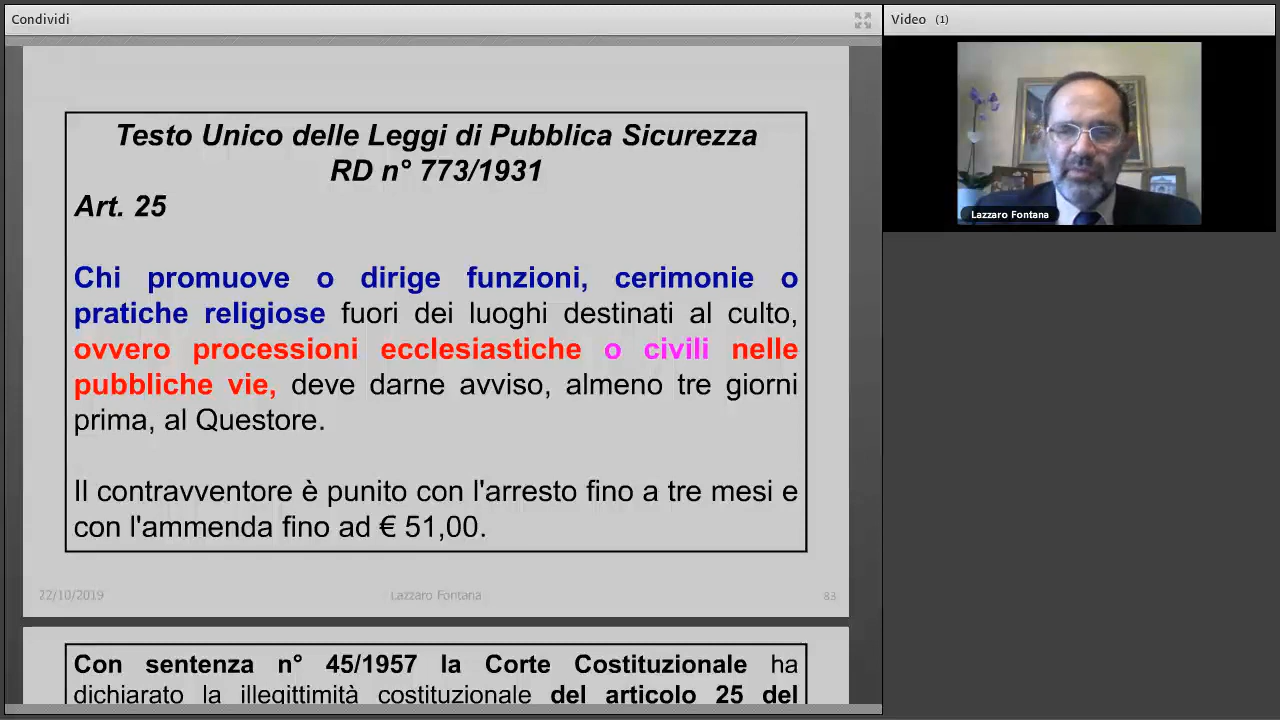 Condividi
Testo Unico delle Leggi di Pubblica Sicurezza
RD n° 773/1931
Art. 25
Chi promuove o dirige funzioni, cerimonie o
pratiche religiose fuori dei luoghi destinati al culto,
ovvero processioni ecclesiastiche o civili nelle
pubbliche vie, deve darne avviso, almeno tre giorni
prima, al Questore.
Il contravventore è punito con l'arresto fino a tre mesi e
con l'ammenda fino ad € 51,00.
22/10/2019 Lazzaro Fontana 83
Con sentenza n° 45/1957 la Corte Costituzionale ha
dichiarato la illegittimità costituzionale del articolo 25 del
Video (1)
Lazzaro Fontana